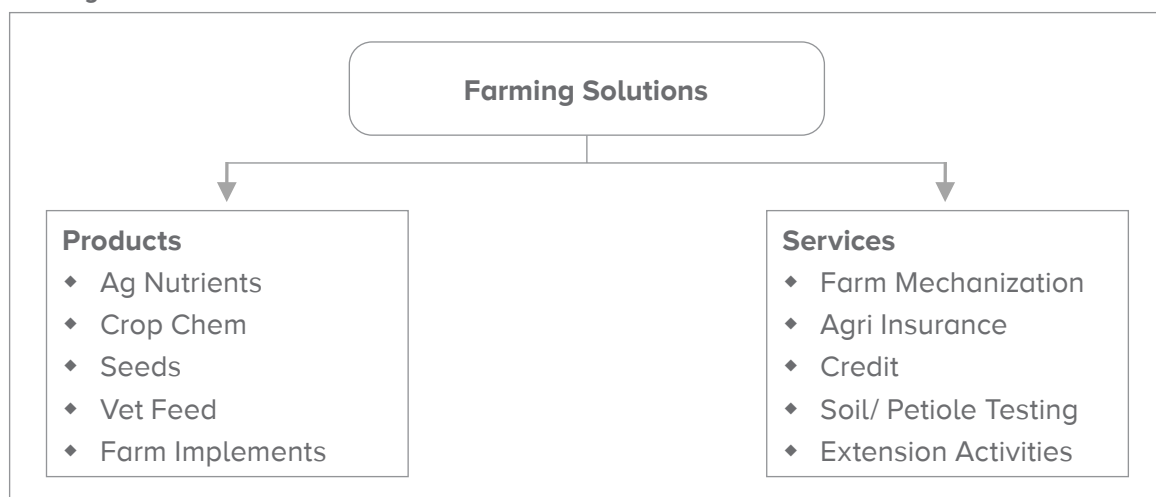 Farming Solutions
Products
◆ Ag Nutrients
◆ Crop Chem
◆ Seeds
◆ Vet Feed
◆ Farm Implements
Services
◆ Farm Mechanization
◆ Agri Insurance
◆ Credit
◆ Soil/ Petiole Testing
◆ Extension Activities